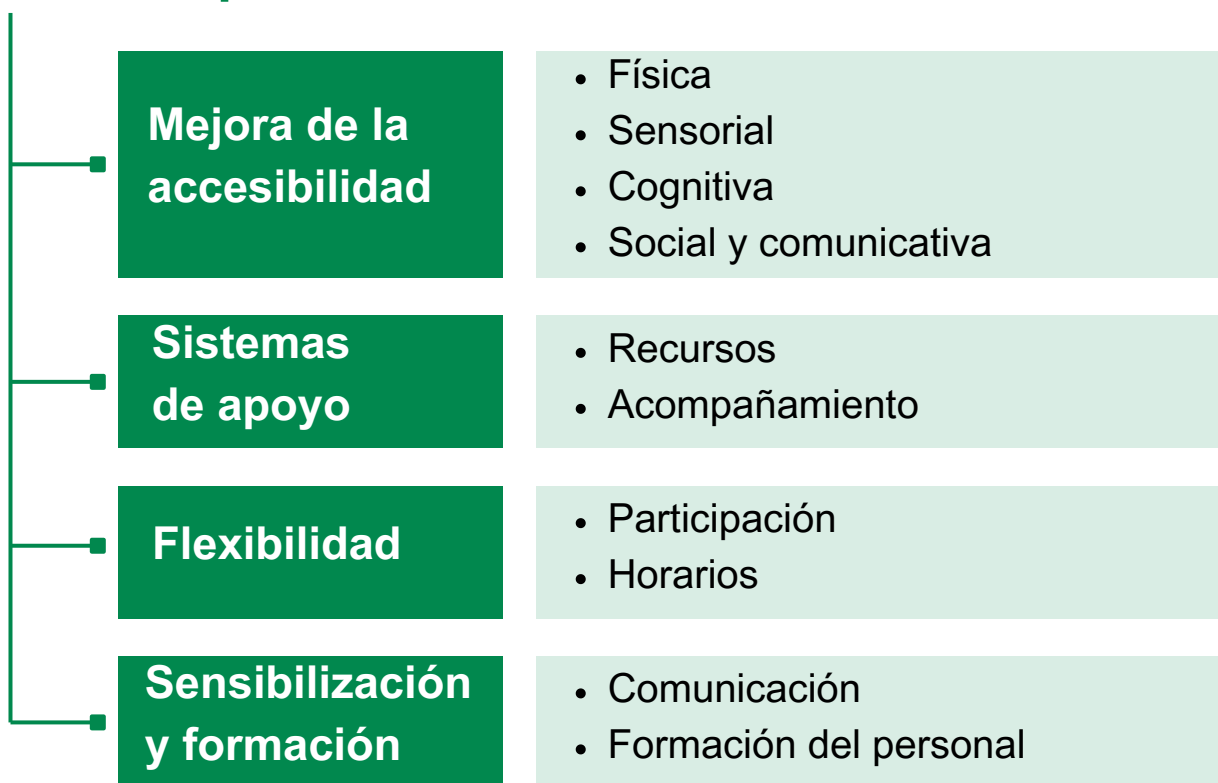 Mejora de la
accesibilidad
• Física
• Sensorial
• Cognitiva
• Social y comunicativa
Sistemas
de apoyo
• Recursos
• Acompañamiento
Flexibilidad
• Participación
• Horarios
Sensibilización
y formación
• Comunicación
• Formación del personal